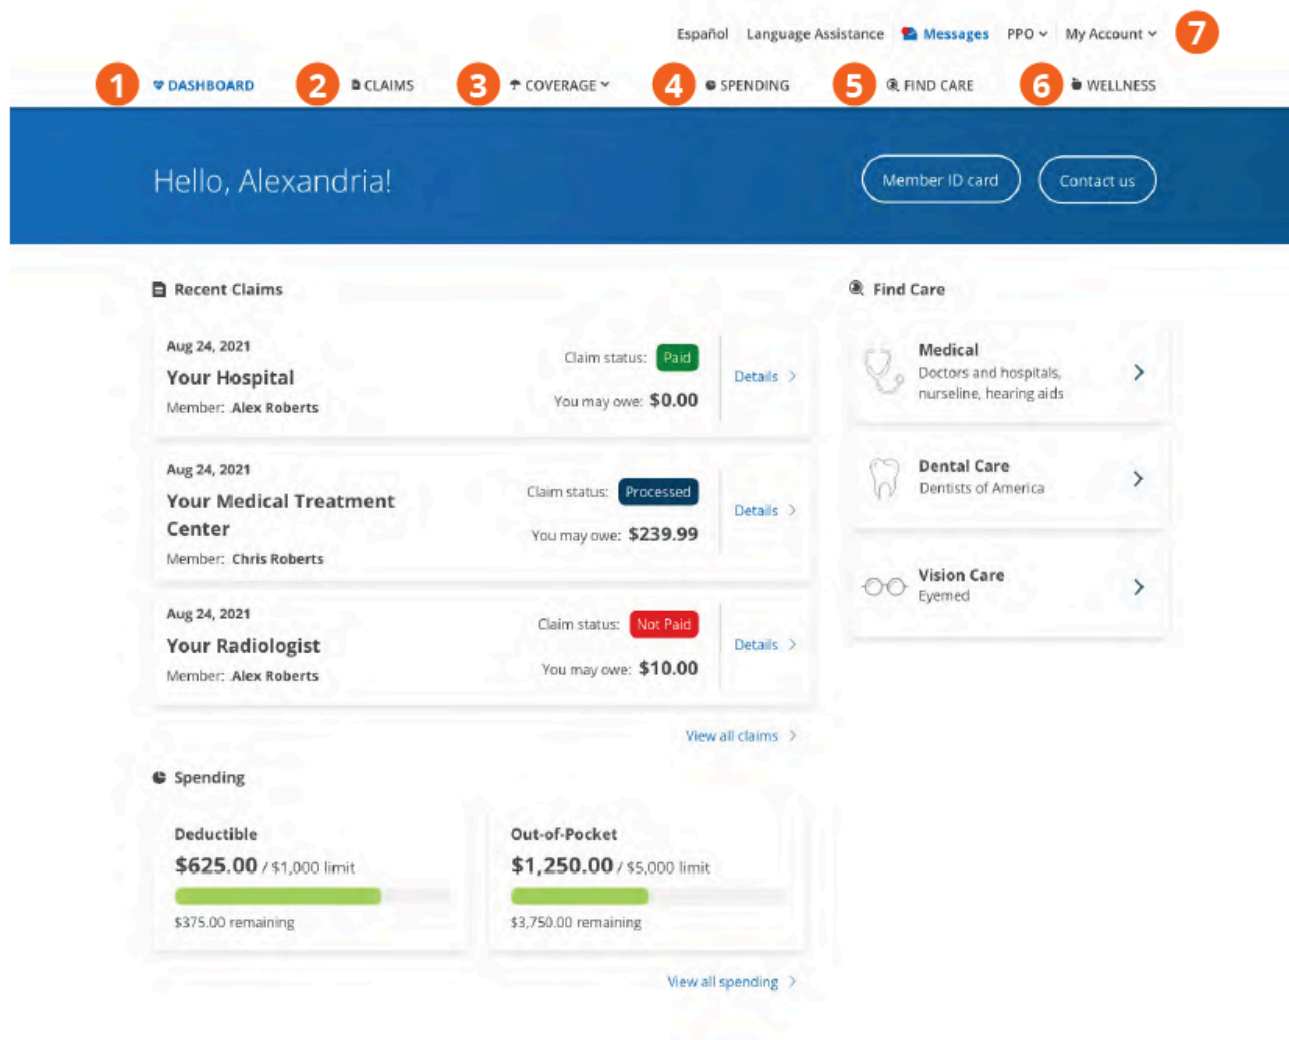 Español Language Assistance Messages PPO My Account 7
1 DASHBOARD 2 CLAIMS 3 COVERAGE 4 SPENDING 5 FIND CARE 6 WELLNESS
Hello, Alexandria!
Member ID card Contact us
Recent Claims
Aug 24, 2021
Your Hospital
Member: Alex Roberts
Claim status: Paid
You may owe: $0.00
Details
Aug 24, 2021
Your Medical Treatment
Center
Member: Chris Roberts
Claim status: Processed
You may owe: $239.99
Details
Aug 24, 2021
Your Radiologist
Member: Alex Roberts
Claim status: Not Paid
You may owe: $10.00
Details
View all claims
Find Care
Medical
Doctors and hospitals,
nurseline, hearing aids
Dental Care
Dentists of America
Vision Care
Eyemed
Spending
Deductible
$625.00 / $1,000 limit
$375.00 remaining
Out-of-Pocket
$1,250.00 / $5,000 limit
$3,750.00 remaining
View all spending